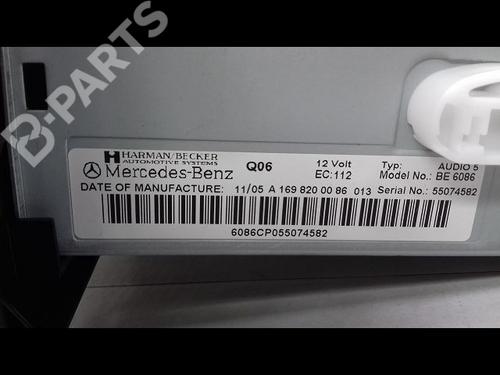 B-PARTS
HARMAN/BECKER
AUTOMOTIVE SYSTEMS
Mercedes-Benz
Q06
12 Volt
EC:112
Typ: AUDIO 5
Model No.: BE 6086
DATE OF MANUFACTURE: 11/05 A 169 820 00 86 013 Serial No.: 55074582
6086CP055074582